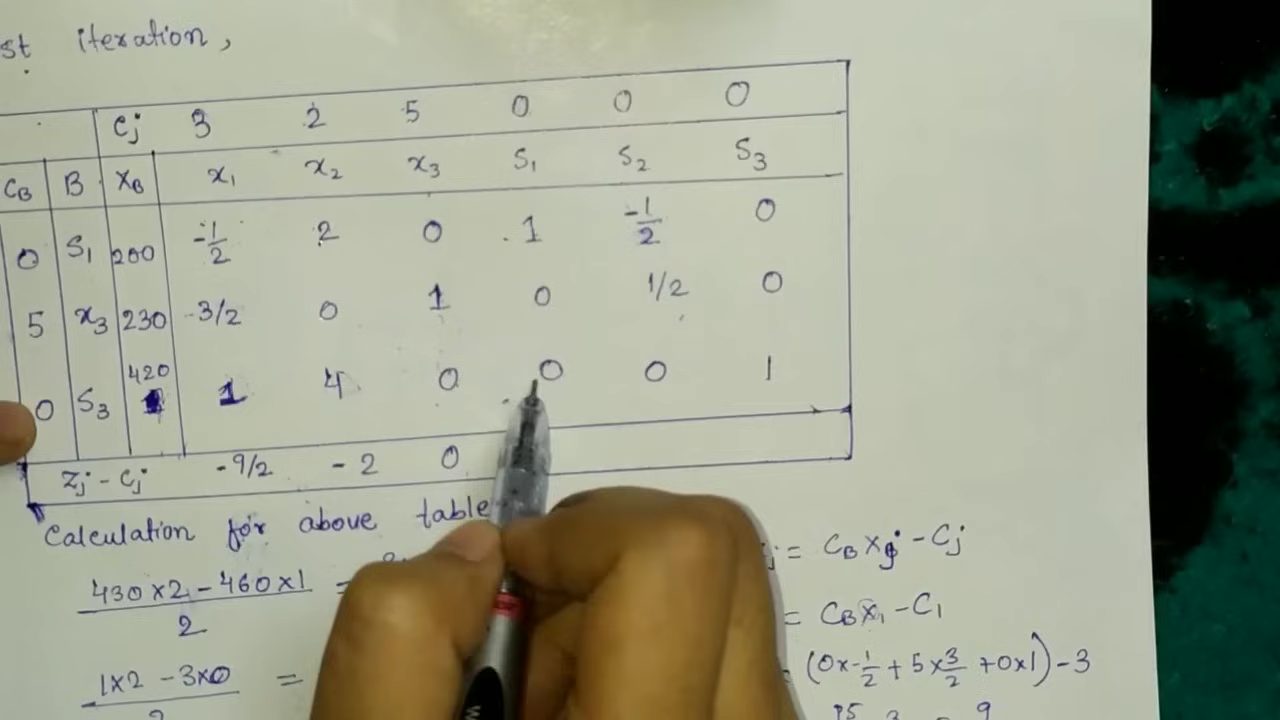 st iteration,
Cj 3 2 5 0 0 0
CB B XB x1 x2 x3 S1 S2 S3
0 S1 200 -1/2 2 0 1 -1/2 0
5 x3 230 3/2 0 1 0 1/2 0
420
0 S3 1 4 0 0 0 1
Zj - Cj -9/2 -2 0
Calculation for above table
430×2 - 460×1 / 2 =
1×2 - 3×0 =
= CB Xj - Cj
= CB X1 - C1
(0×-1/2 + 5×3/2 + 0×1) - 3